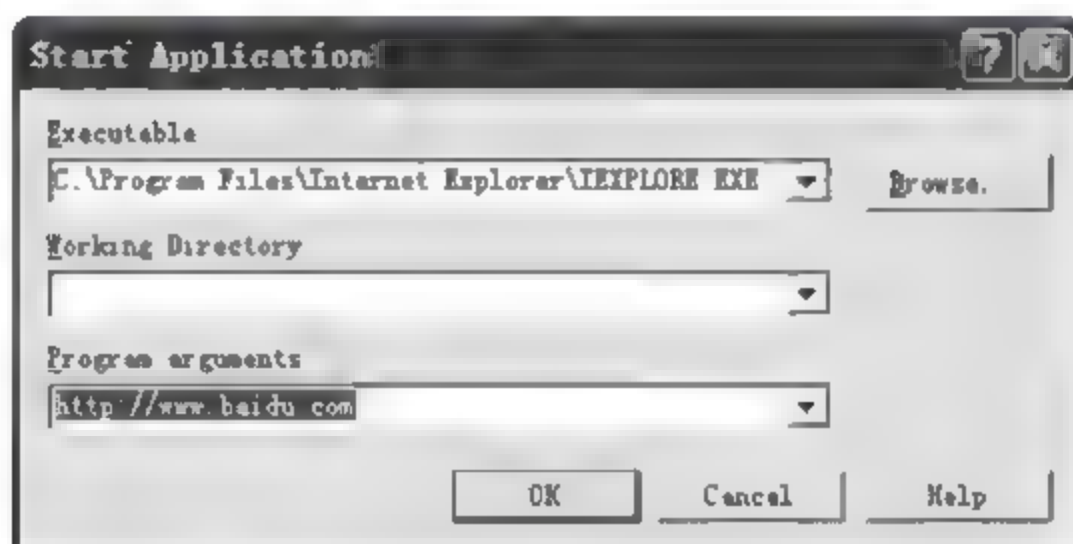 Start Application
Executable
C:\Program Files\Internet Explorer\IEXPLORE EXE
Browse.
Working Directory
Program arguments
http://www.baidu com
OK
Cancel
Help